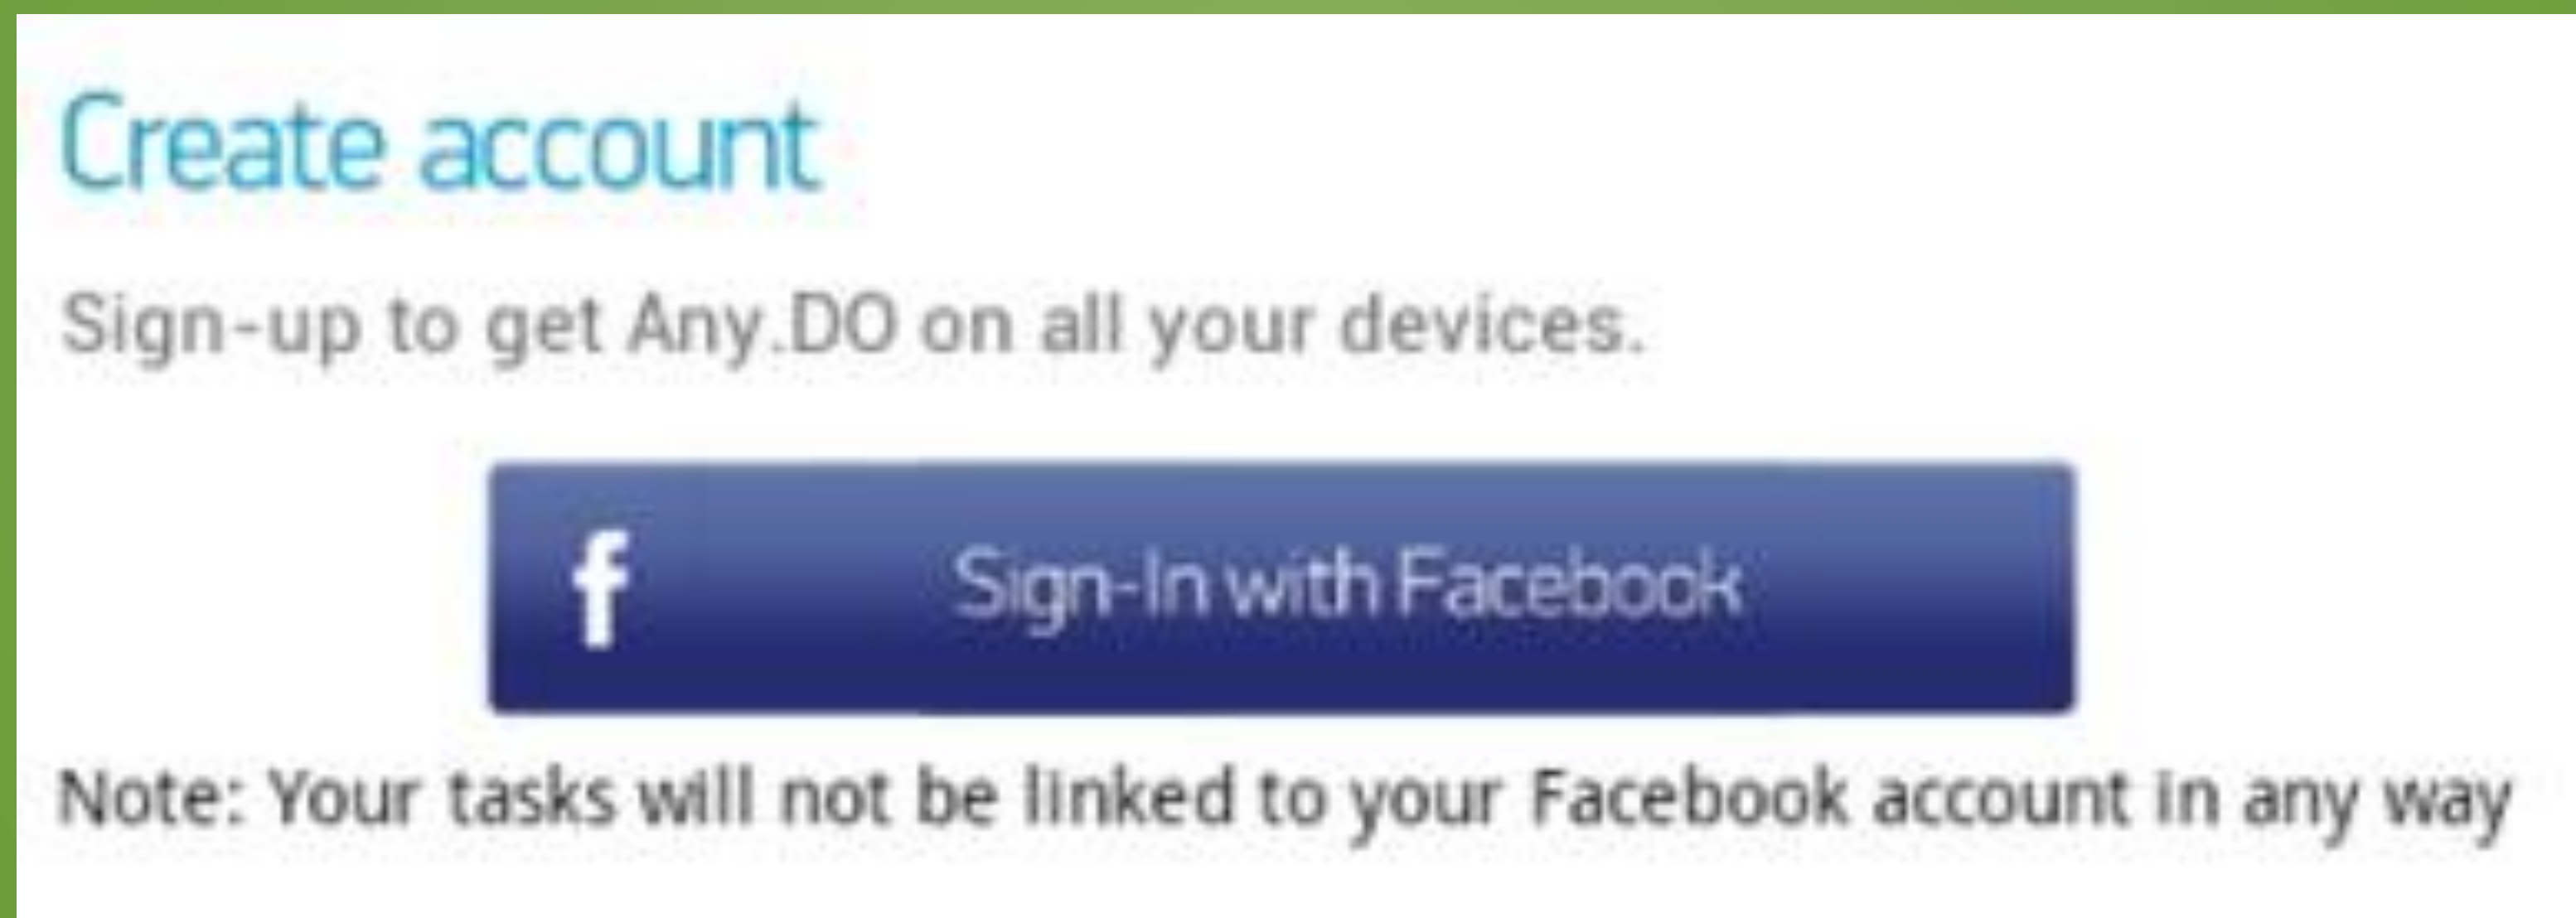 Create account
Sign-up to get Any.DO on all your devices.
f Sign-In with Facebook
Note: Your tasks will not be linked to your Facebook account in any way